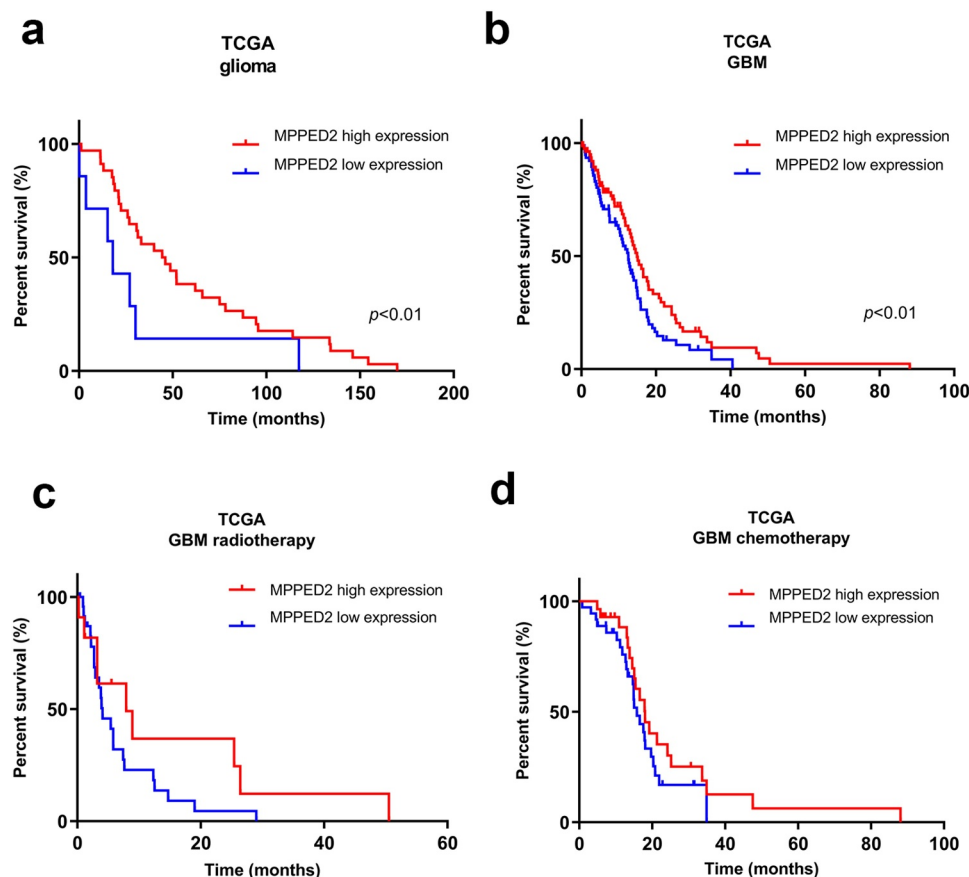 a
TCGA
glioma
MPPED2 high expression
MPPED2 low expression
p<0.01
Percent survival (%)
100
50
0
0 50 100 150 200
Time (months)
b
TCGA
GBM
MPPED2 high expression
MPPED2 low expression
p<0.01
Percent survival (%)
100
50
0
0 20 40 60 80 100
Time (months)
c
TCGA
GBM radiotherapy
MPPED2 high expression
MPPED2 low expression
Percent survival (%)
100
50
0
0 20 40 60
Time (months)
d
TCGA
GBM chemotherapy
MPPED2 high expression
MPPED2 low expression
Percent survival (%)
100
50
0
0 20 40 60 80 100
Time (months)